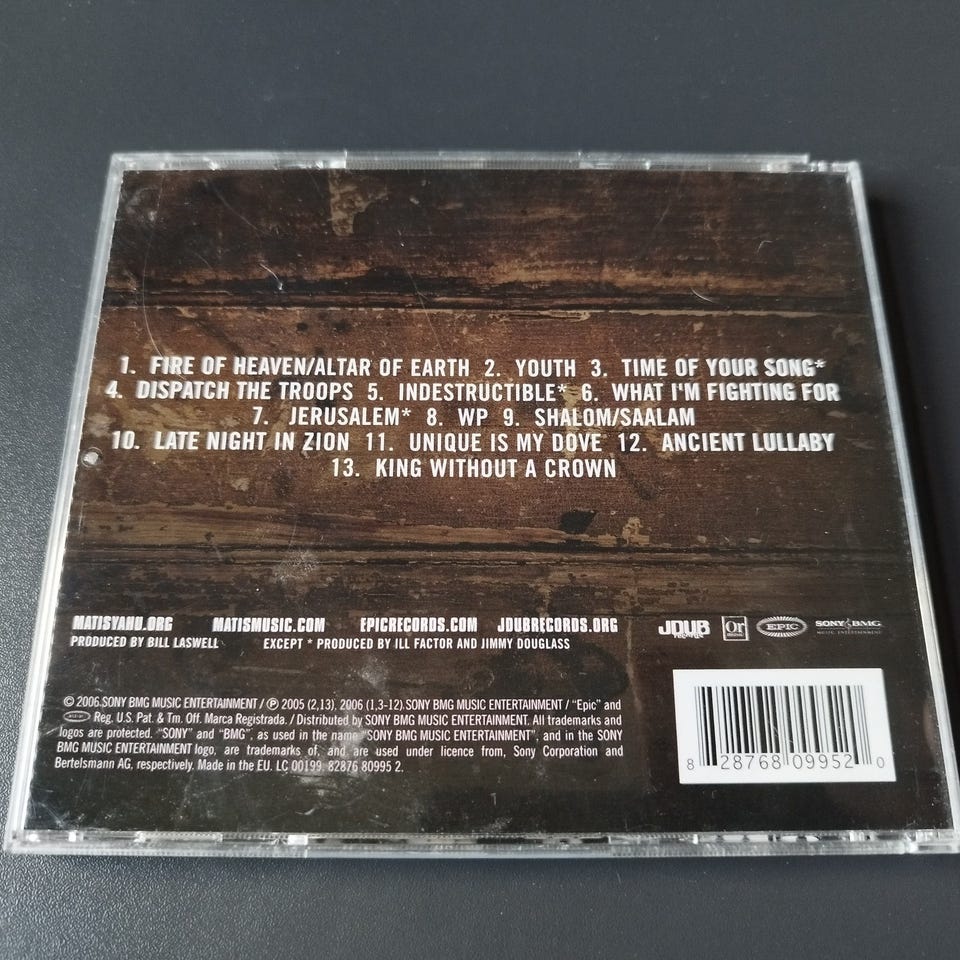 1. FIRE OF HEAVEN/ALTAR OF EARTH 2. YOUTH 3. TIME OF YOUR SONG*
4. DISPATCH THE TROOPS 5. INDESTRUCTIBLE* 6. WHAT I'M FIGHTING FOR
7. JERUSALEM* 8. WP 9. SHALOM/SAALAM
10. LATE NIGHT IN ZION 11. UNIQUE IS MY DOVE 12. ANCIENT LULLABY
13. KING WITHOUT A CROWN
MATISYAHU.ORG MATISMUSIC.COM EPICRECORDS.COM JDUBRECORDS.ORG
PRODUCED BY BILL LASWELL EXCEPT * PRODUCED BY ILL FACTOR AND JIMMY DOUGLASS
JDUB RECORDS Or EPIC SONY BMG
MUSIC ENTERTAINMENT
© 2006 SONY BMG MUSIC ENTERTAINMENT / ℗ 2005 (2,13), 2006 (1,3-12) SONY BMG MUSIC ENTERTAINMENT / "Epic" and
Reg. U.S. Pat. & Tm. Off. Marca Registrada. / Distributed by SONY BMG MUSIC ENTERTAINMENT. All trademarks and
logos are protected. "SONY" and "BMG", as used in the name "SONY BMG MUSIC ENTERTAINMENT", and in the SONY
BMG MUSIC ENTERTAINMENT logo, are trademarks of, and are used under licence from, Sony Corporation and
Bertelsmann AG, respectively. Made in the EU. LC 00199. 82876 80995 2.
8 28768 09952 0